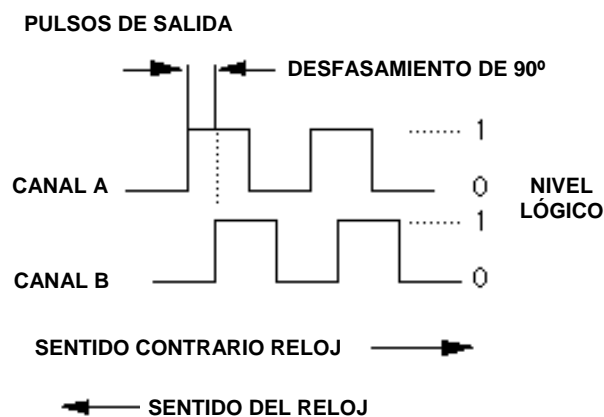 PULSOS DE SALIDA
DESFASAMIENTO DE 90º
1
CANAL A
0
NIVEL
LÓGICO
1
CANAL B
0
SENTIDO CONTRARIO RELOJ
SENTIDO DEL RELOJ